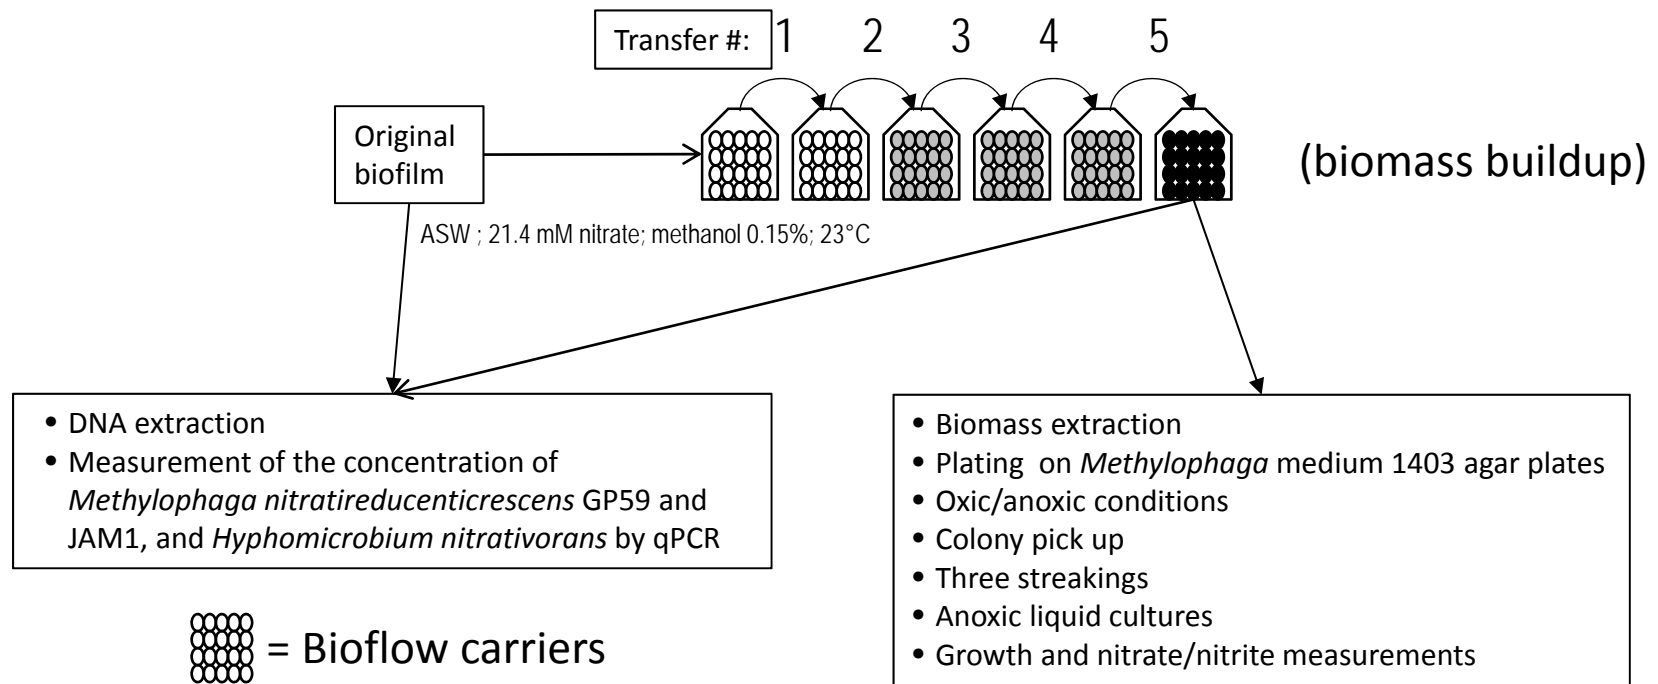 Transfer #: 1 2 3 4 5
Original
biofilm
(biomass buildup)
ASW ; 21.4 mM nitrate; methanol 0.15%; 23°C
• DNA extraction
• Measurement of the concentration of
Methylophaga nitratireducenticrescens GP59 and
JAM1, and Hyphomicrobium nitrativorans by qPCR
• Biomass extraction
• Plating on Methylophaga medium 1403 agar plates
• Oxic/anoxic conditions
• Colony pick up
• Three streakings
• Anoxic liquid cultures
• Growth and nitrate/nitrite measurements
= Bioflow carriers